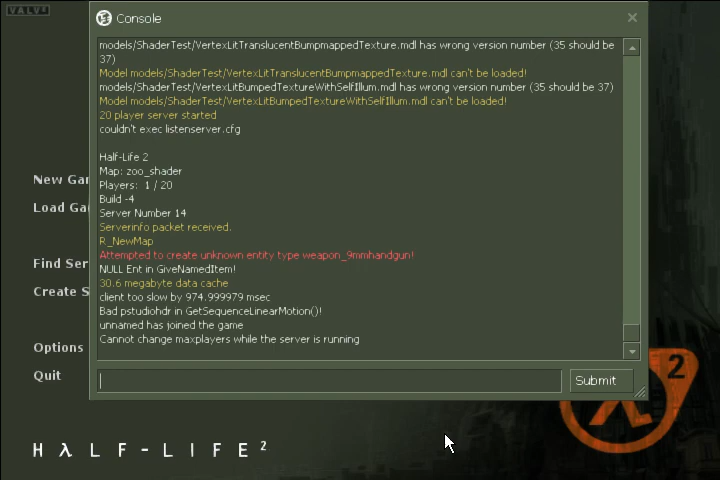 VALVE
Console
models/ShaderTest/VertexLitTranslucentBumpmappedTexture.mdl has wrong version number (35 should be
37)
Model models/ShaderTest/VertexLitTranslucentBumpmappedTexture.mdl can't be loaded!
models/ShaderTest/VertexLitBumpedTextureWithSelfIllum.mdl has wrong version number (35 should be 37)
Model models/ShaderTest/VertexLitBumpedTextureWithSelfIllum.mdl can't be loaded!
20 player server started
couldn't exec listenserver.cfg
Half-Life 2
Map: zoo_shader
Players: 1 / 20
Build -4
Server Number 14
Serverinfo packet received.
R_NewMap
Attempted to create unknown entity type weapon_9mmhandgun!
NULL Ent in GiveNamedItem!
30.6 megabyte data cache
client too slow by 974.999979 msec
Bad pstudiohdr in GetSequenceLinearMotion()!
unnamed has joined the game
Cannot change maxplayers while the server is running
Submit
New Gam
Load Ga
Find Ser
Create S
Options
Quit
HλLF-LIFE²
λ2